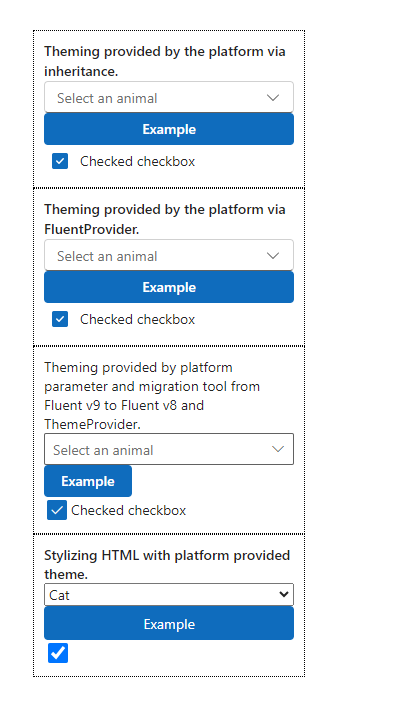 Theming provided by the platform via
inheritance.
Select an animal
Example
Checked checkbox
Theming provided by the platform via
FluentProvider.
Select an animal
Example
Checked checkbox
Theming provided by platform
parameter and migration tool from
Fluent v9 to Fluent v8 and
ThemeProvider.
Select an animal
Example
Checked checkbox
Stylizing HTML with platform provided
theme.
Cat
Example